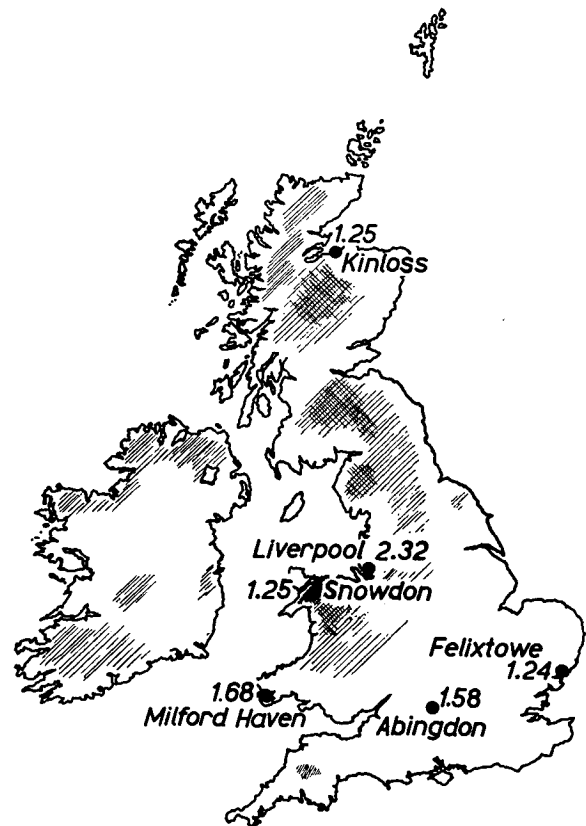 1.25
Kinloss
Liverpool 2.32
1.25 Snowdon
Felixtowe
1.24
1.68
Milford Haven
1.58
Abingdon